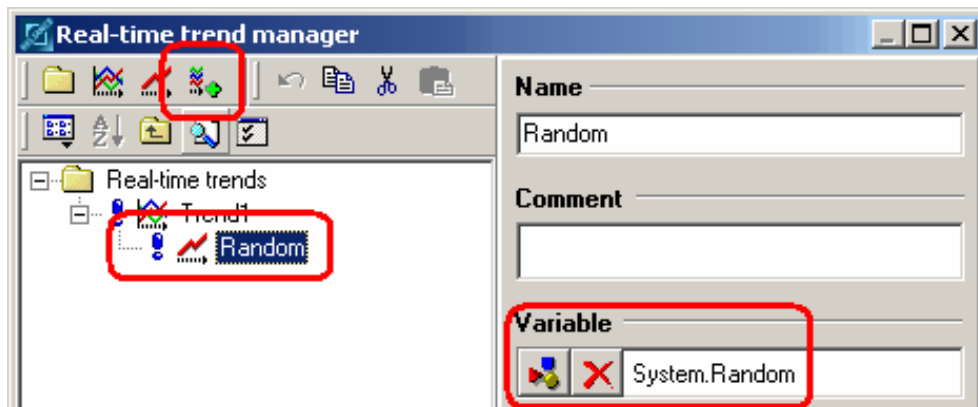 Real-time trend manager
Name
Random
Real-time trends
Comment
Trend1
Random
Variable
System.Random